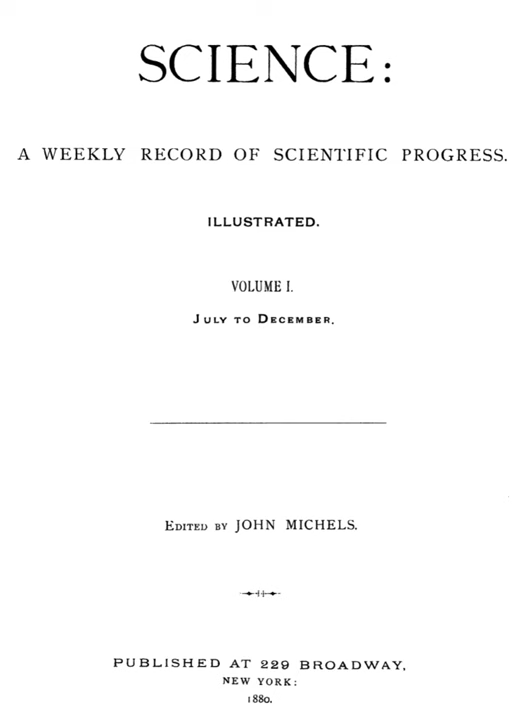 SCIENCE:
A WEEKLY RECORD OF SCIENTIFIC PROGRESS.
ILLUSTRATED.
VOLUME I.
JULY TO DECEMBER.
EDITED BY JOHN MICHELS.
PUBLISHED AT 229 BROADWAY,
NEW YORK:
1880.